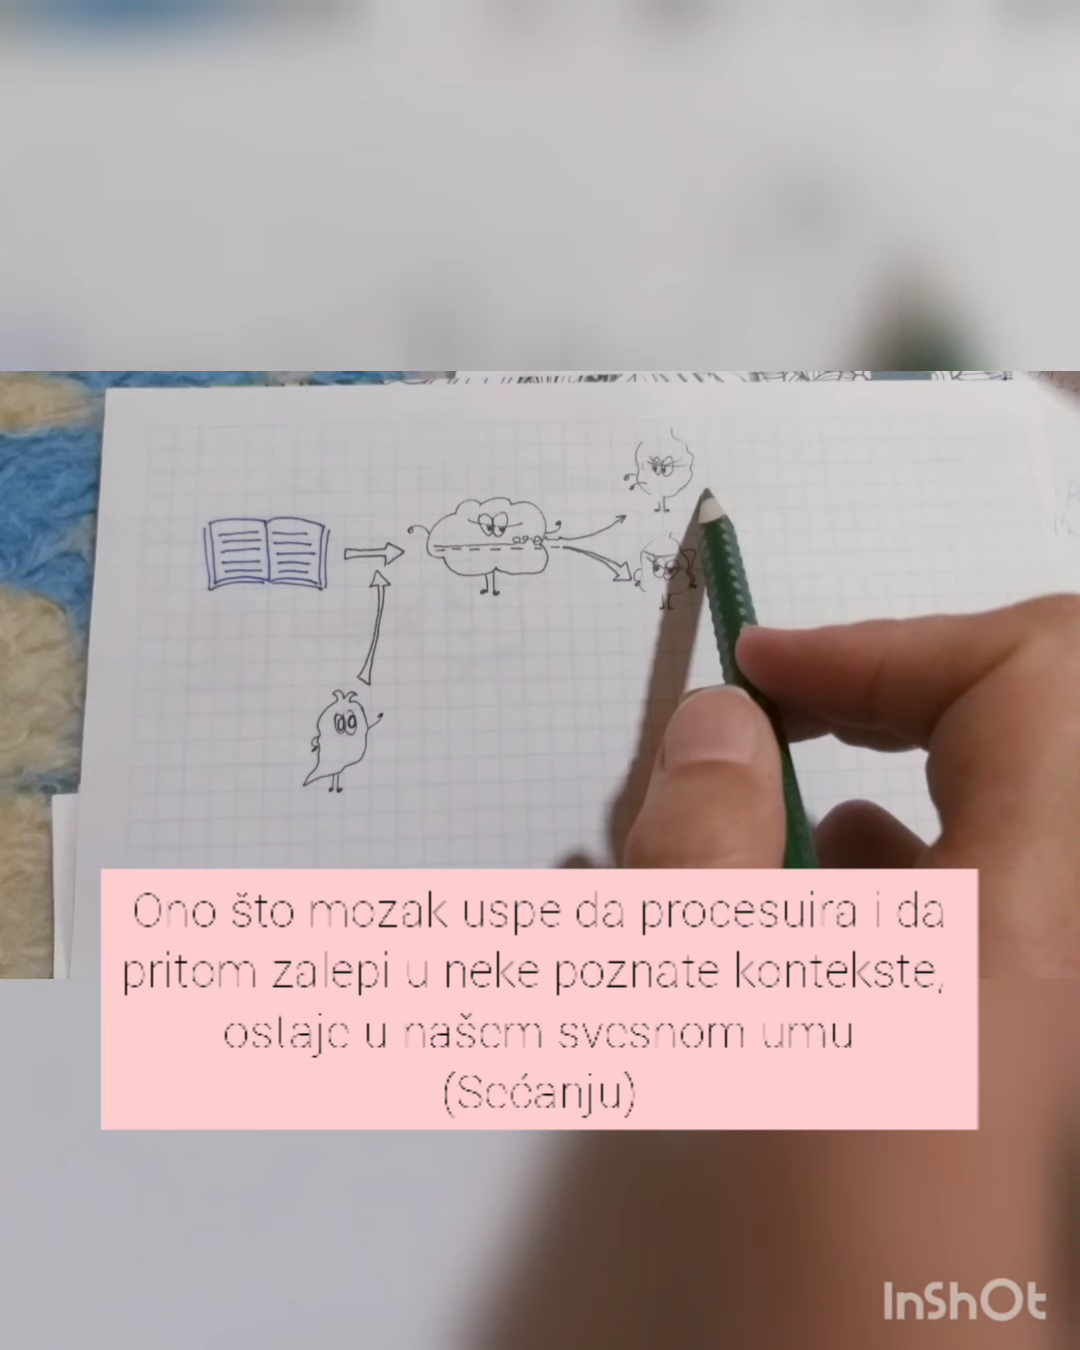 Ono što mozak uspe da procesuira i da
pritom zalepi u neke poznate kontekste,
ostaje u našem svesnom umu
(Sećanju)
InShOt